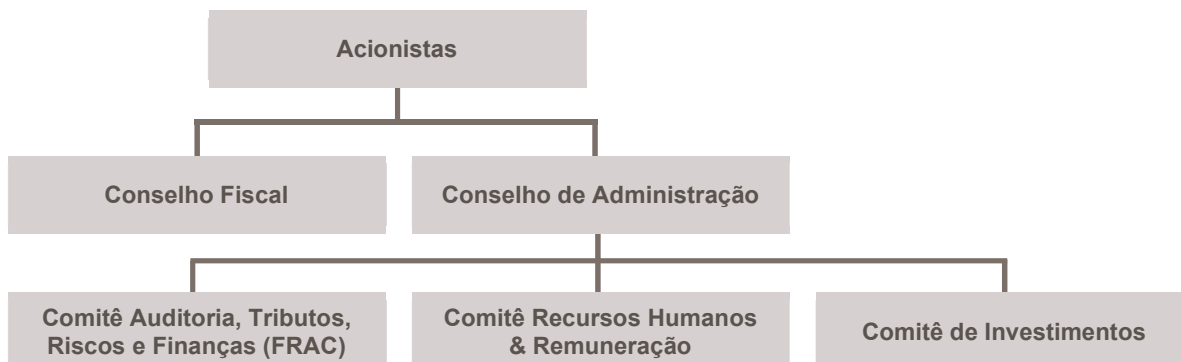 Acionistas
Conselho Fiscal
Conselho de Administração
Comitê Auditoria, Tributos,
Riscos e Finanças (FRAC)
Comitê Recursos Humanos
& Remuneração
Comitê de Investimentos